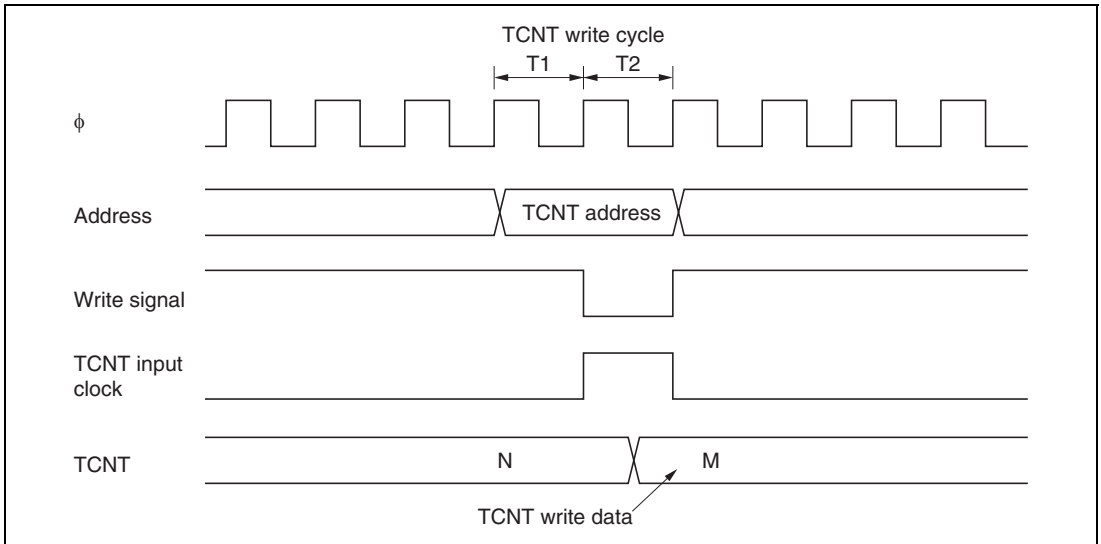 TCNT write cycle
T1 T2
ϕ
Address
TCNT address
Write signal
TCNT input
clock
TCNT
N
M
TCNT write data